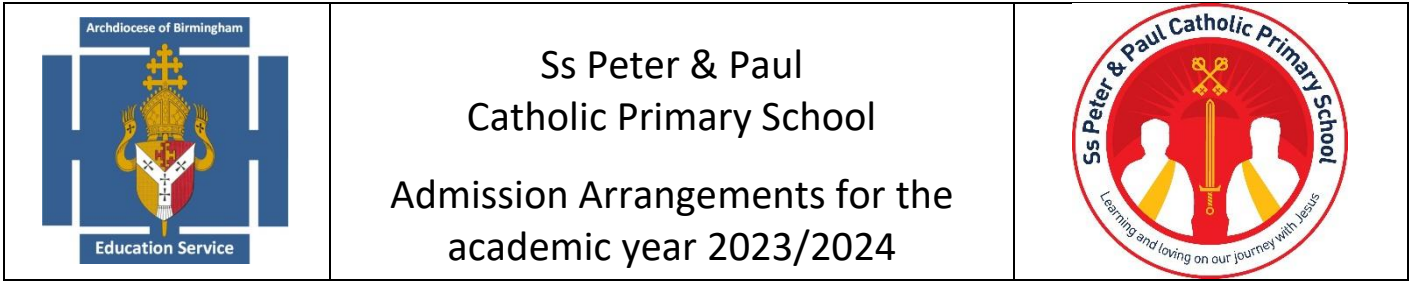 Archdiocese of Birmingham
Education Service
Ss Peter & Paul
Catholic Primary School
Admission Arrangements for the
academic year 2023/2024
Ss Peter & Paul Catholic Primary School
Learning and loving on our journey with Jesus